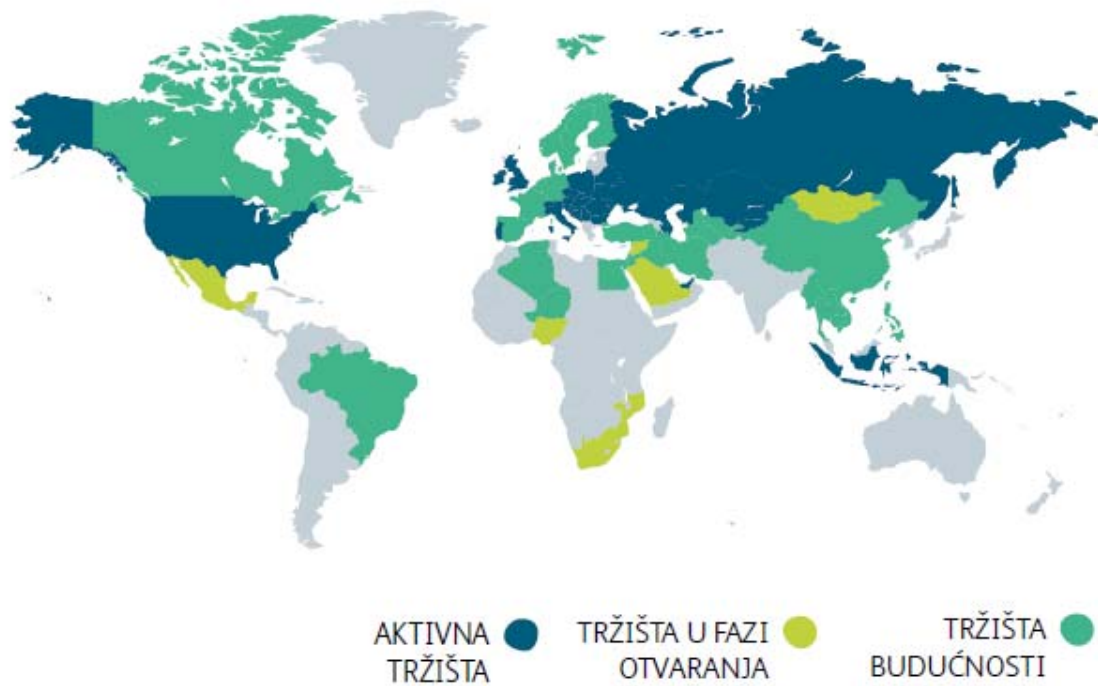 AKTIVNA
TRŽIŠTA
TRŽIŠTA U FAZI
OTVARANJA
TRŽIŠTA
BUDUĆNOSTI